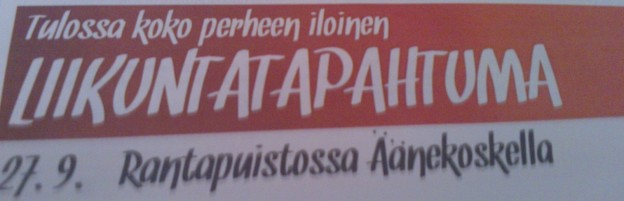 Tulossa koko perheen iloinen
LIIKUNTATAPAHTUMA
27.9. Rantapuistossa Äänekoskella